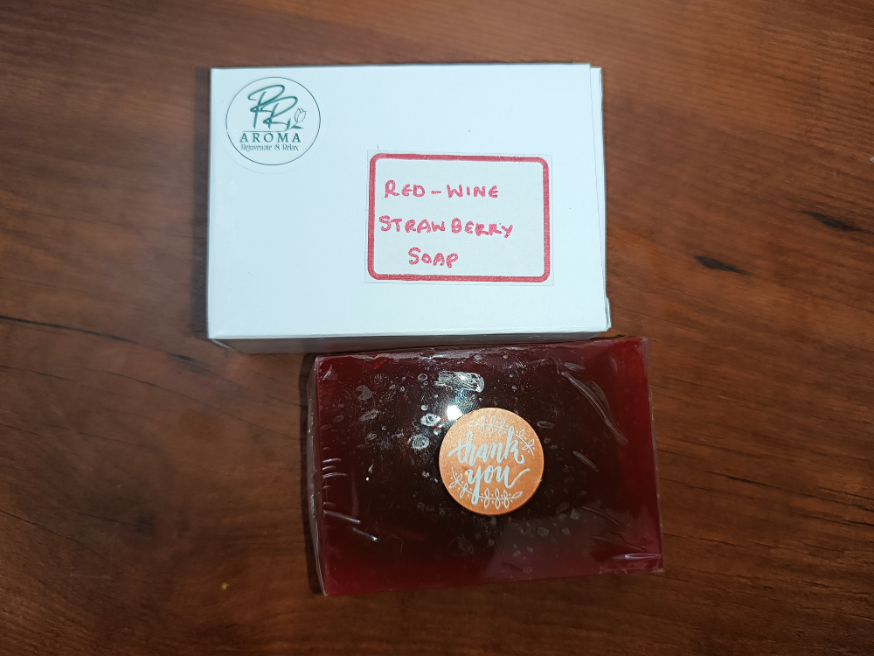 RR
AROMA
Rejuvenate & Relax
RED-WINE
STRAWBERRY
SOAP
thank
you